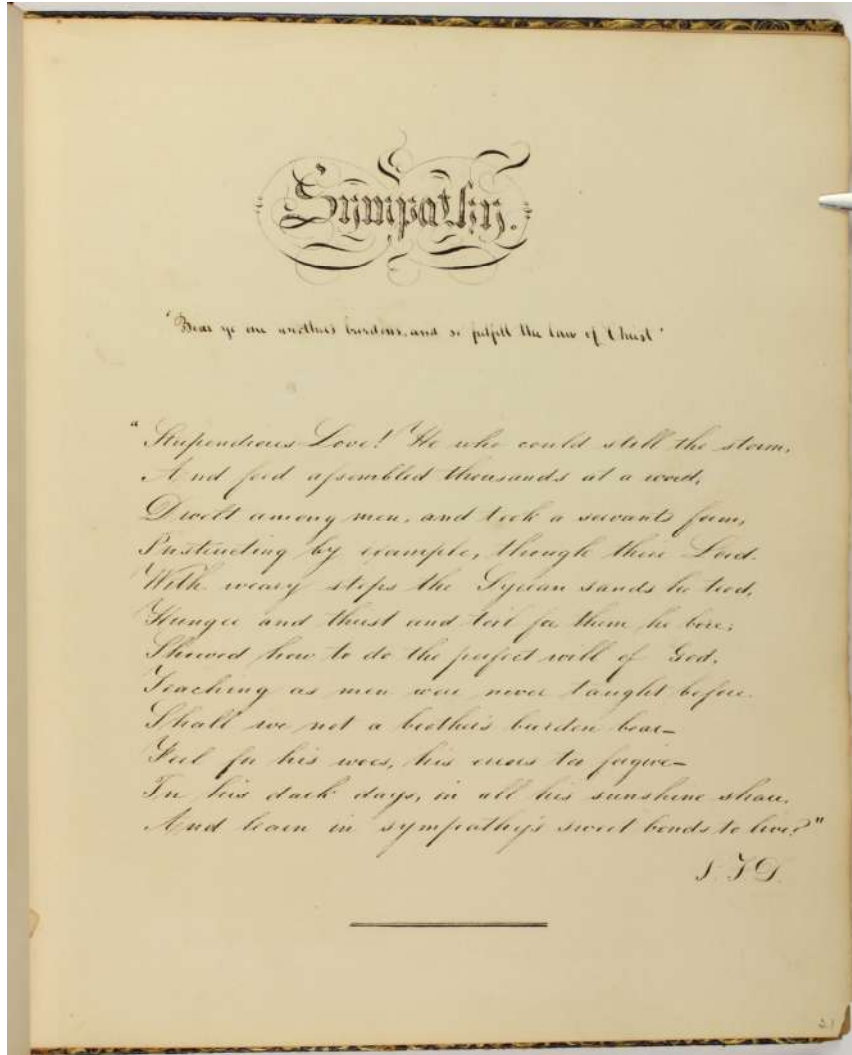 Sympathy.
'Bear ye one another's burdens, and so fulfill the law of Christ'
"Stupendious Love! He who could still the storm,
And feed assembled thousands at a word,
Dwelt among men, and took a servants form,
Instructing by example, though their Lord.
With weary steps the Syrian sands he trod,
Hunger and thirst and toil for them he bore;
Showed how to do the perfect will of God,
Teaching as men were never taught before.
Shall we not a brother's burden bear–
Feel for his woes, his errors to forgive–
In his dark days, in all his sunshine share,
And learn in sympathy's sweet bonds to live?"
21